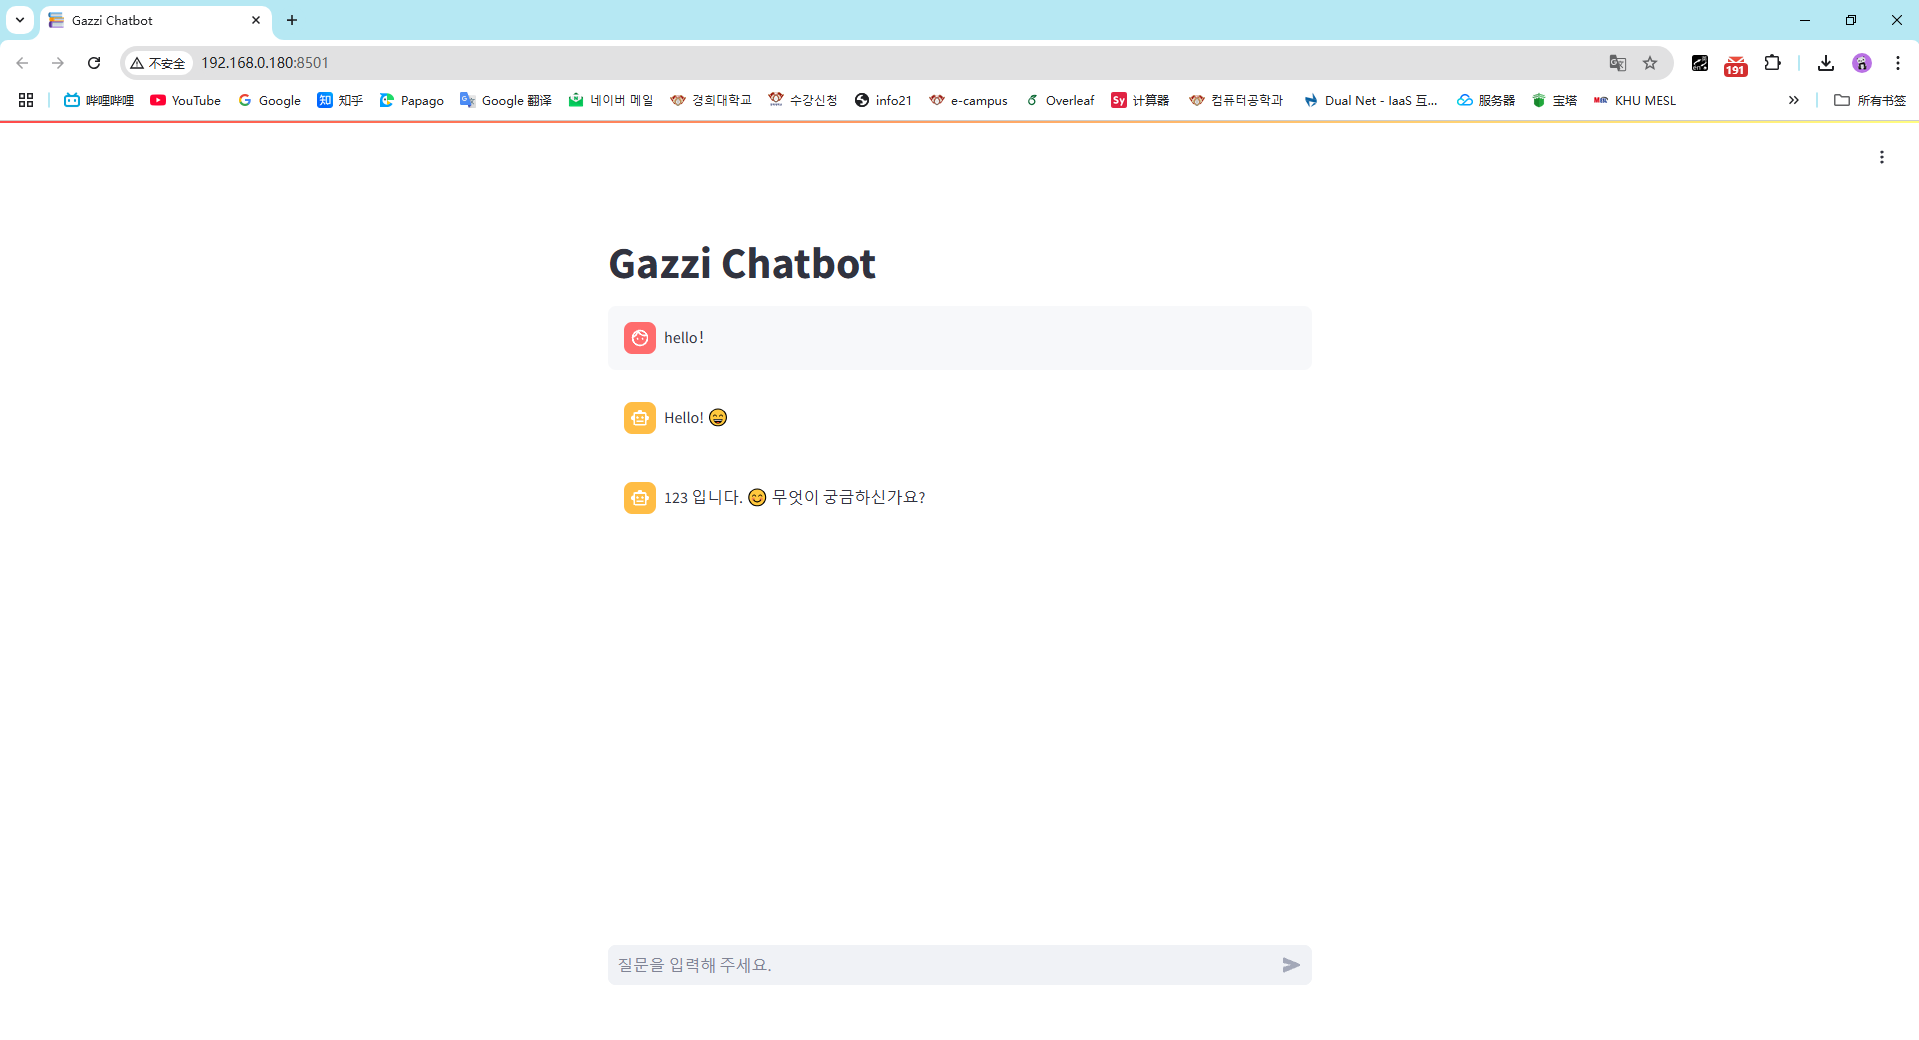 Gazzi Chatbot
不安全 192.168.0.180:8501
191
哔哩哔哩 YouTube Google 知 知乎 Papago Google 翻译 네이버 메일 경희대학교 수강신청 info21 e-campus Overleaf Sy 计算器 컴퓨터공학과 Dual Net - IaaS 互... 服务器 宝塔 KHU MESL 所有书签
Gazzi Chatbot
hello!
Hello! 😄
123 입니다. 😊 무엇이 궁금하신가요?
질문을 입력해 주세요.